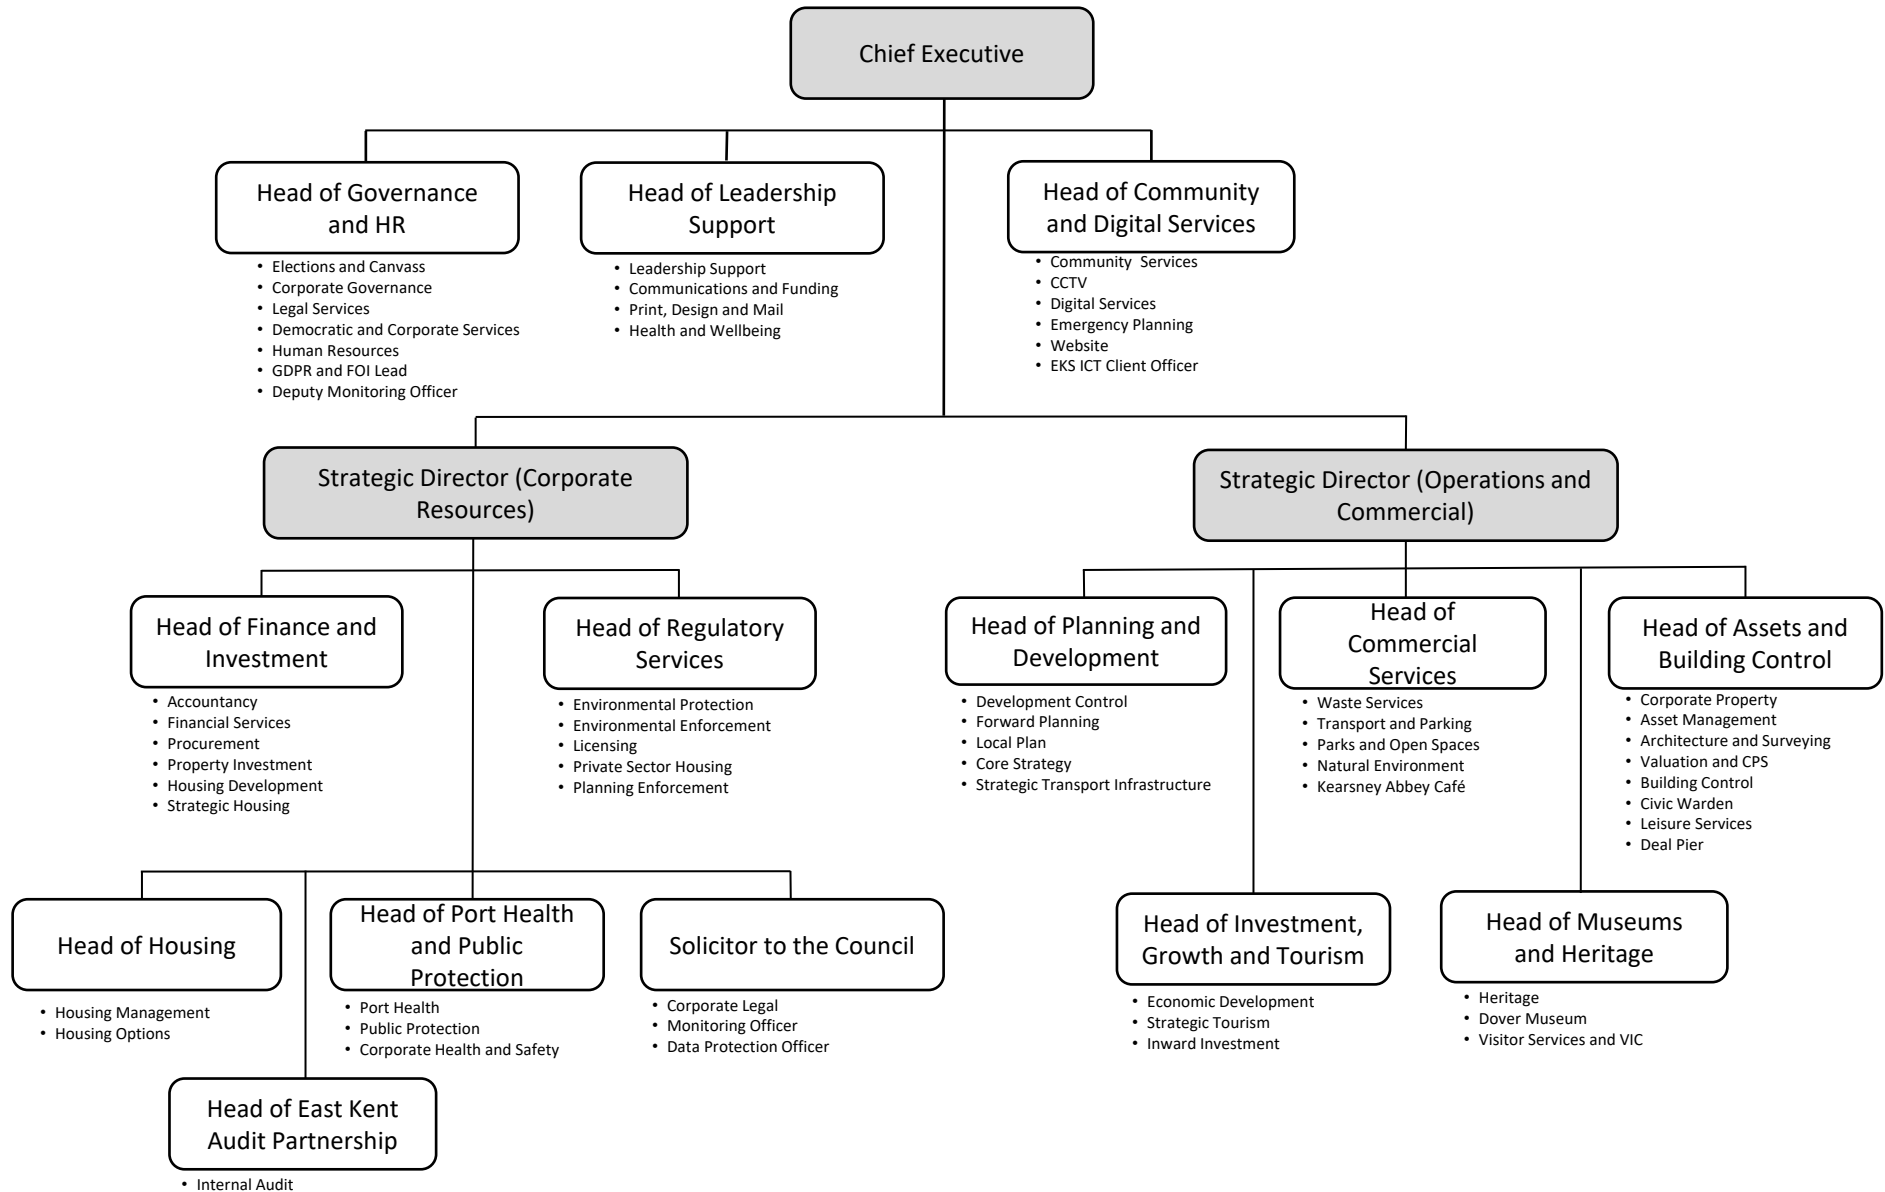 Chief Executive
Head of Governance
and HR
• Elections and Canvass
• Corporate Governance
• Legal Services
• Democratic and Corporate Services
• Human Resources
• GDPR and FOI Lead
• Deputy Monitoring Officer
Head of Leadership
Support
• Leadership Support
• Communications and Funding
• Print, Design and Mail
• Health and Wellbeing
Head of Community
and Digital Services
• Community Services
• CCTV
• Digital Services
• Emergency Planning
• Website
• EKS ICT Client Officer
Strategic Director (Corporate
Resources)
Strategic Director (Operations and
Commercial)
Head of Finance and
Investment
• Accountancy
• Financial Services
• Procurement
• Property Investment
• Housing Development
• Strategic Housing
Head of Regulatory
Services
• Environmental Protection
• Environmental Enforcement
• Licensing
• Private Sector Housing
• Planning Enforcement
Head of Planning and
Development
• Development Control
• Forward Planning
• Local Plan
• Core Strategy
• Strategic Transport Infrastructure
Head of
Commercial
Services
• Waste Services
• Transport and Parking
• Parks and Open Spaces
• Natural Environment
• Kearsney Abbey Café
Head of Assets and
Building Control
• Corporate Property
• Asset Management
• Architecture and Surveying
• Valuation and CPS
• Building Control
• Civic Warden
• Leisure Services
• Deal Pier
Head of Housing
• Housing Management
• Housing Options
Head of Port Health
and Public
Protection
• Port Health
• Public Protection
• Corporate Health and Safety
Solicitor to the Council
• Corporate Legal
• Monitoring Officer
• Data Protection Officer
Head of Investment,
Growth and Tourism
• Economic Development
• Strategic Tourism
• Inward Investment
Head of Museums
and Heritage
• Heritage
• Dover Museum
• Visitor Services and VIC
Head of East Kent
Audit Partnership
• Internal Audit